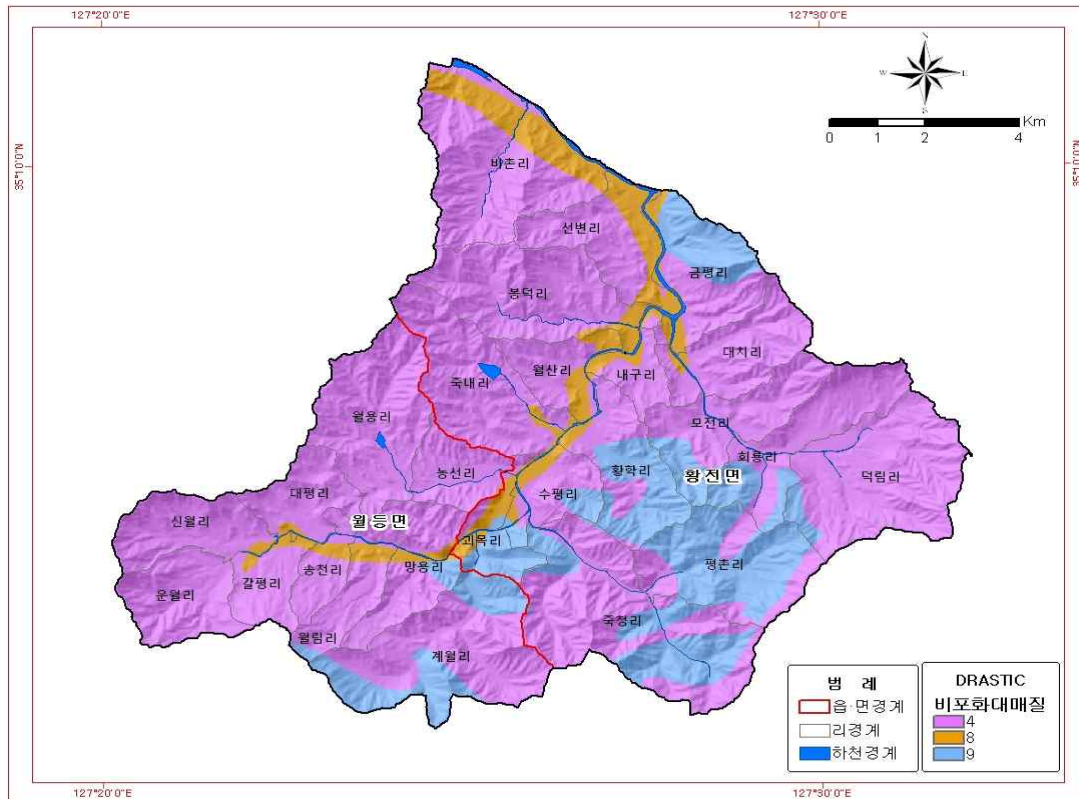 127°20'0"E
127°30'0"E
N
W
E
S
Km
0
1
2
4
35°10'0"N
35°10'0"N
비촌리
선변리
금평리
봉덕리
대치리
월산리
내구리
죽내리
월용리
모전리
회룡리
황학리
황전면
덕림리
농선리
수평리
대평리
월등면
신월리
괴목리
송천리
망용리
평촌리
갈평리
운월리
죽청리
월림리
계월리
범 례
읍·면경계
리경계
하천경계
DRASTIC
비포화대매질
4
8
9
127°20'0"E
127°30'0"E